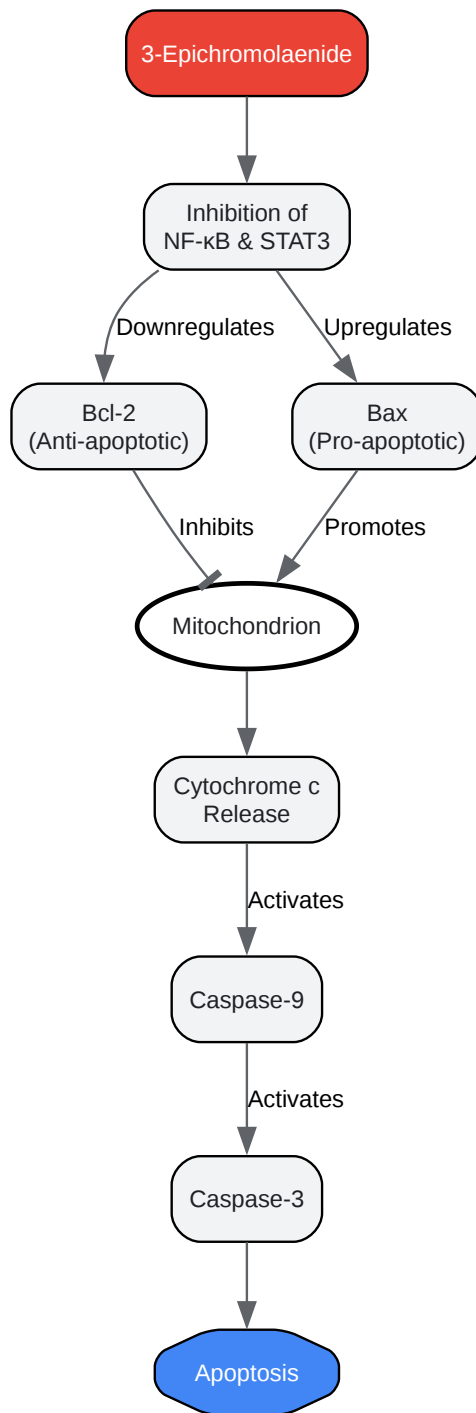 3-Epichromolaenide
Inhibition of
NF-κB & STAT3
Downregulates
Upregulates
Bcl-2
(Anti-apoptotic)
Bax
(Pro-apoptotic)
Inhibits
Promotes
Mitochondrion
Cytochrome c
Release
Activates
Caspase-9
Activates
Caspase-3
Apoptosis